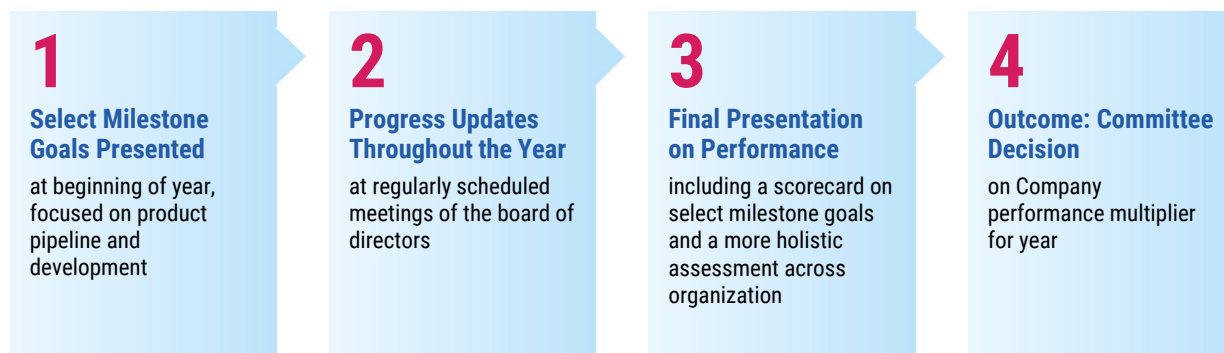 1
Select Milestone
Goals Presented
at beginning of year,
focused on product
pipeline and
development
2
Progress Updates
Throughout the Year
at regularly scheduled
meetings of the board of
directors
3
Final Presentation
on Performance
including a scorecard on
select milestone goals
and a more holistic
assessment across
organization
4
Outcome: Committee
Decision
on Company
performance multiplier
for year